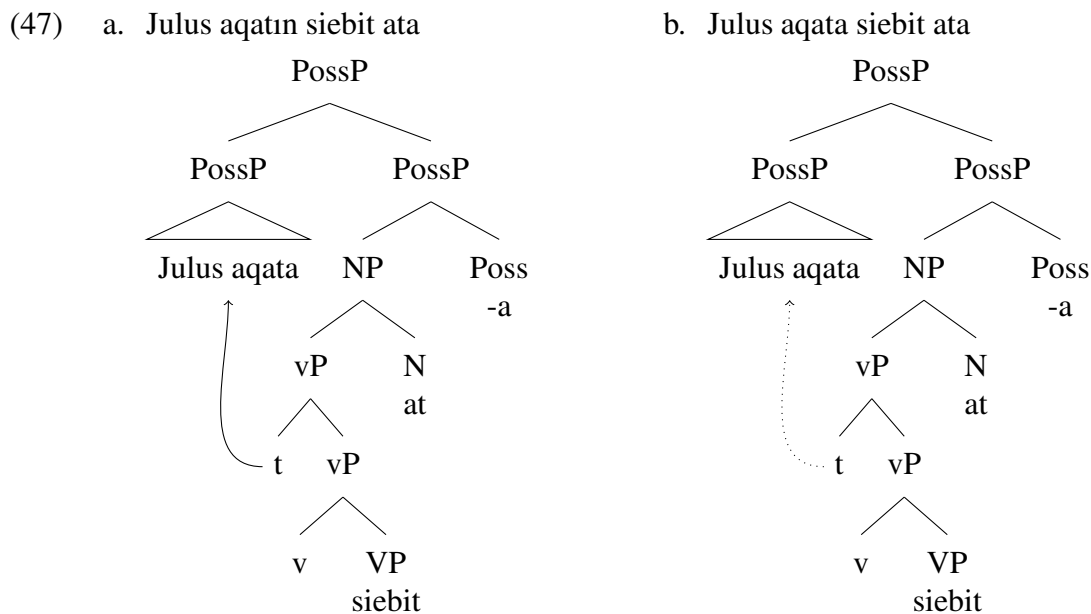 (47) a. Julus aqatın siebit ata b. Julus aqata siebit ata
PossP PossP
PossP PossP PossP PossP
Julus aqata NP Poss Julus aqata NP Poss
-a -a
vP N vP N
at at
t vP t vP
v VP v VP
siebit siebit